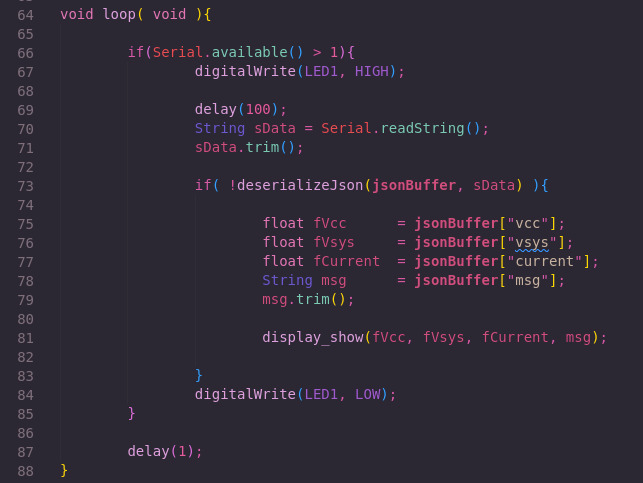 64 void loop( void ){
65
66 if(Serial.available() > 1){
67 digitalWrite(LED1, HIGH);
68
69 delay(100);
70 String sData = Serial.readString();
71 sData.trim();
72
73 if( !deserializeJson(jsonBuffer, sData) ){
74
75 float fVcc = jsonBuffer["vcc"];
76 float fVsys = jsonBuffer["vsys"];
77 float fCurrent = jsonBuffer["current"];
78 String msg = jsonBuffer["msg"];
79 msg.trim();
80
81 display_show(fVcc, fVsys, fCurrent, msg);
82
83 }
84 digitalWrite(LED1, LOW);
85 }
86
87 delay(1);
88 }